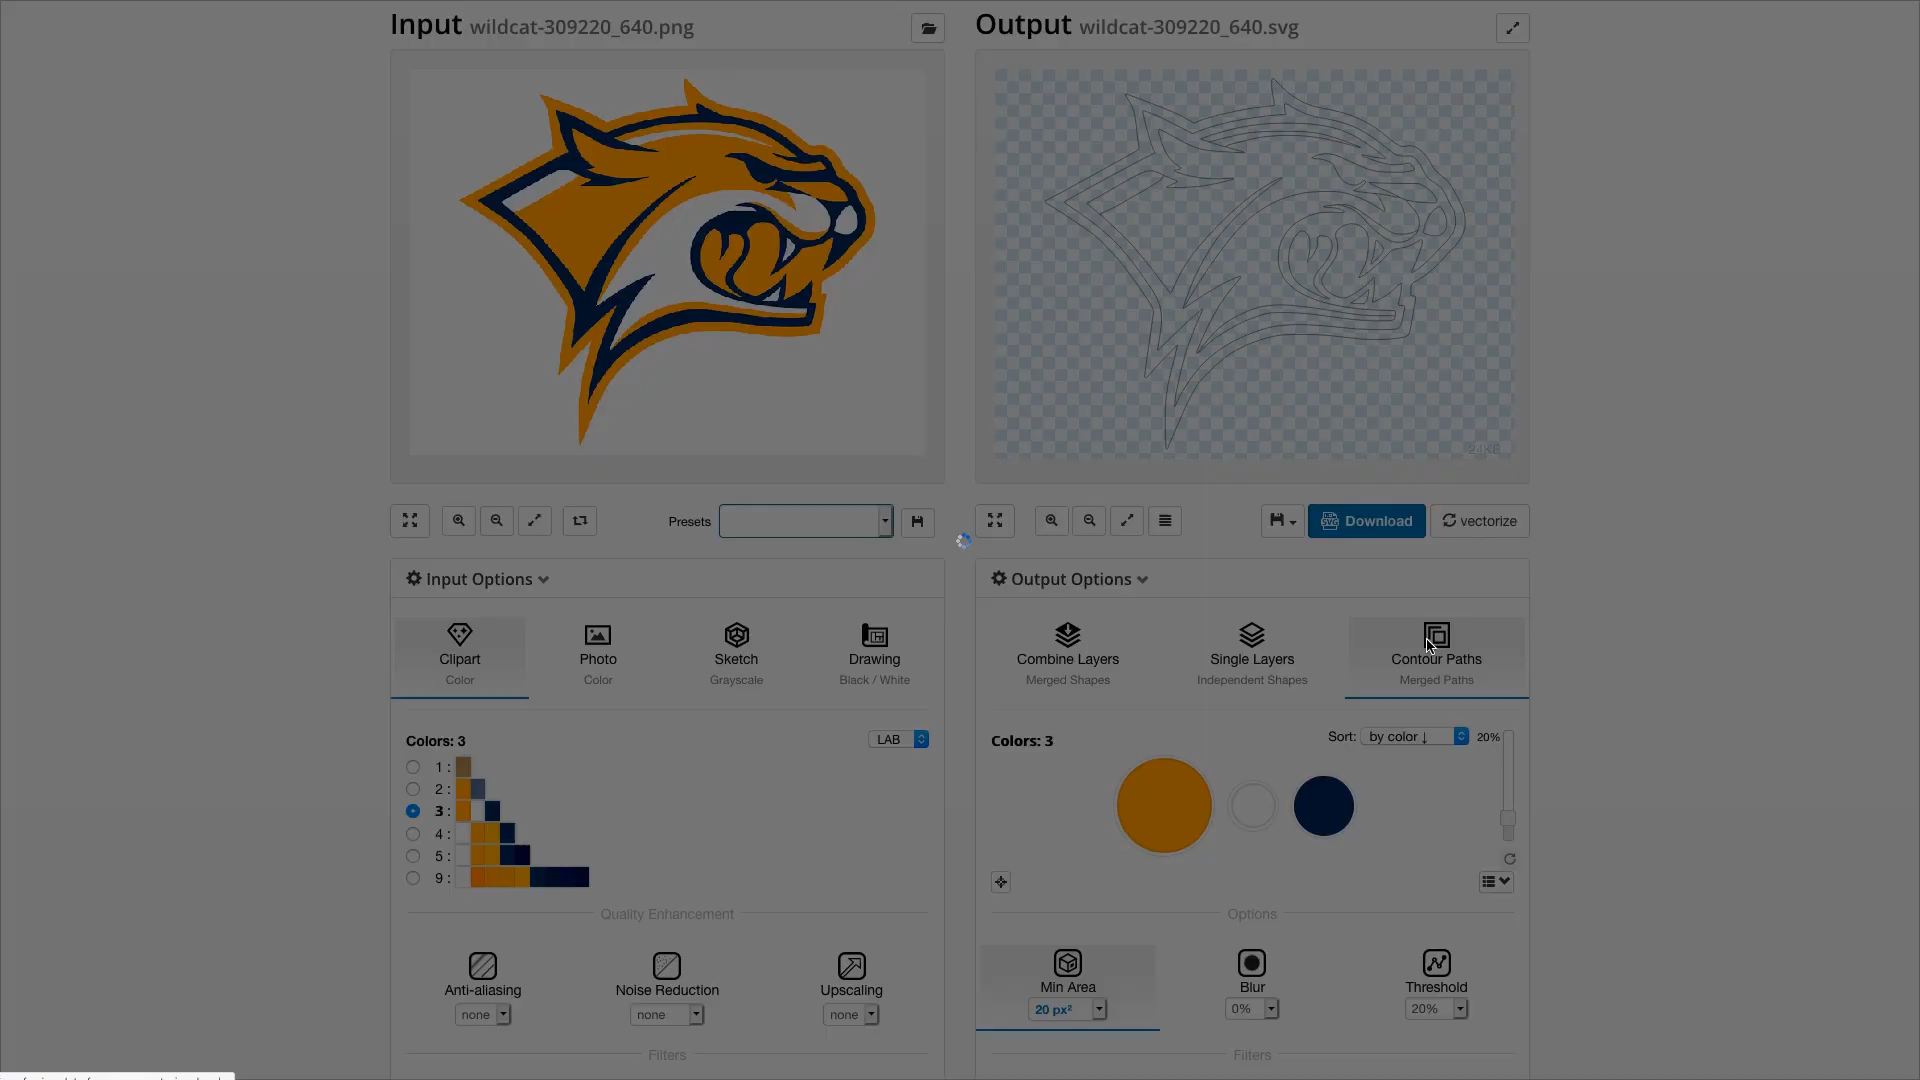 Input wildcat-309220_640.png
Output wildcat-309220_640.svg
24KB
Presets
Download
vectorize
Input Options
Output Options
Clipart
Color
Photo
Color
Sketch
Grayscale
Drawing
Black / White
Combine Layers
Merged Shapes
Single Layers
Independent Shapes
Contour Paths
Merged Paths
Colors: 3
LAB
1 :
2 :
3 :
4 :
5 :
9 :
Colors: 3
Sort: by color ↓ 20%
Quality Enhancement
Options
Anti-aliasing
none
Noise Reduction
none
Upscaling
none
Min Area
20 px²
Blur
0%
Threshold
20%
Filters
Filters